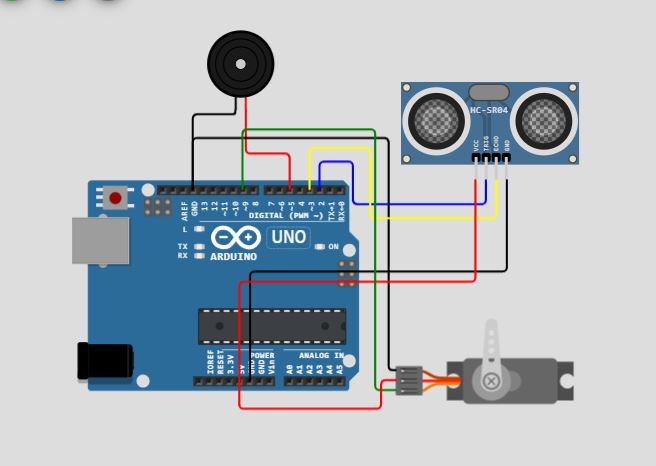 HC-SR04
VCC
TRIG
ECHO
GND
AREF
GND
13
12
~11
~10
~9
8
7
~6
~5
4
~3
2
TX→1
RX←0
DIGITAL (PWM ~)
L
TX
RX
UNO
ARDUINO
ON
IOREF
RESET
3.3V
5V
GND
GND
Vin
POWER
ANALOG IN
A0
A1
A2
A3
A4
A5